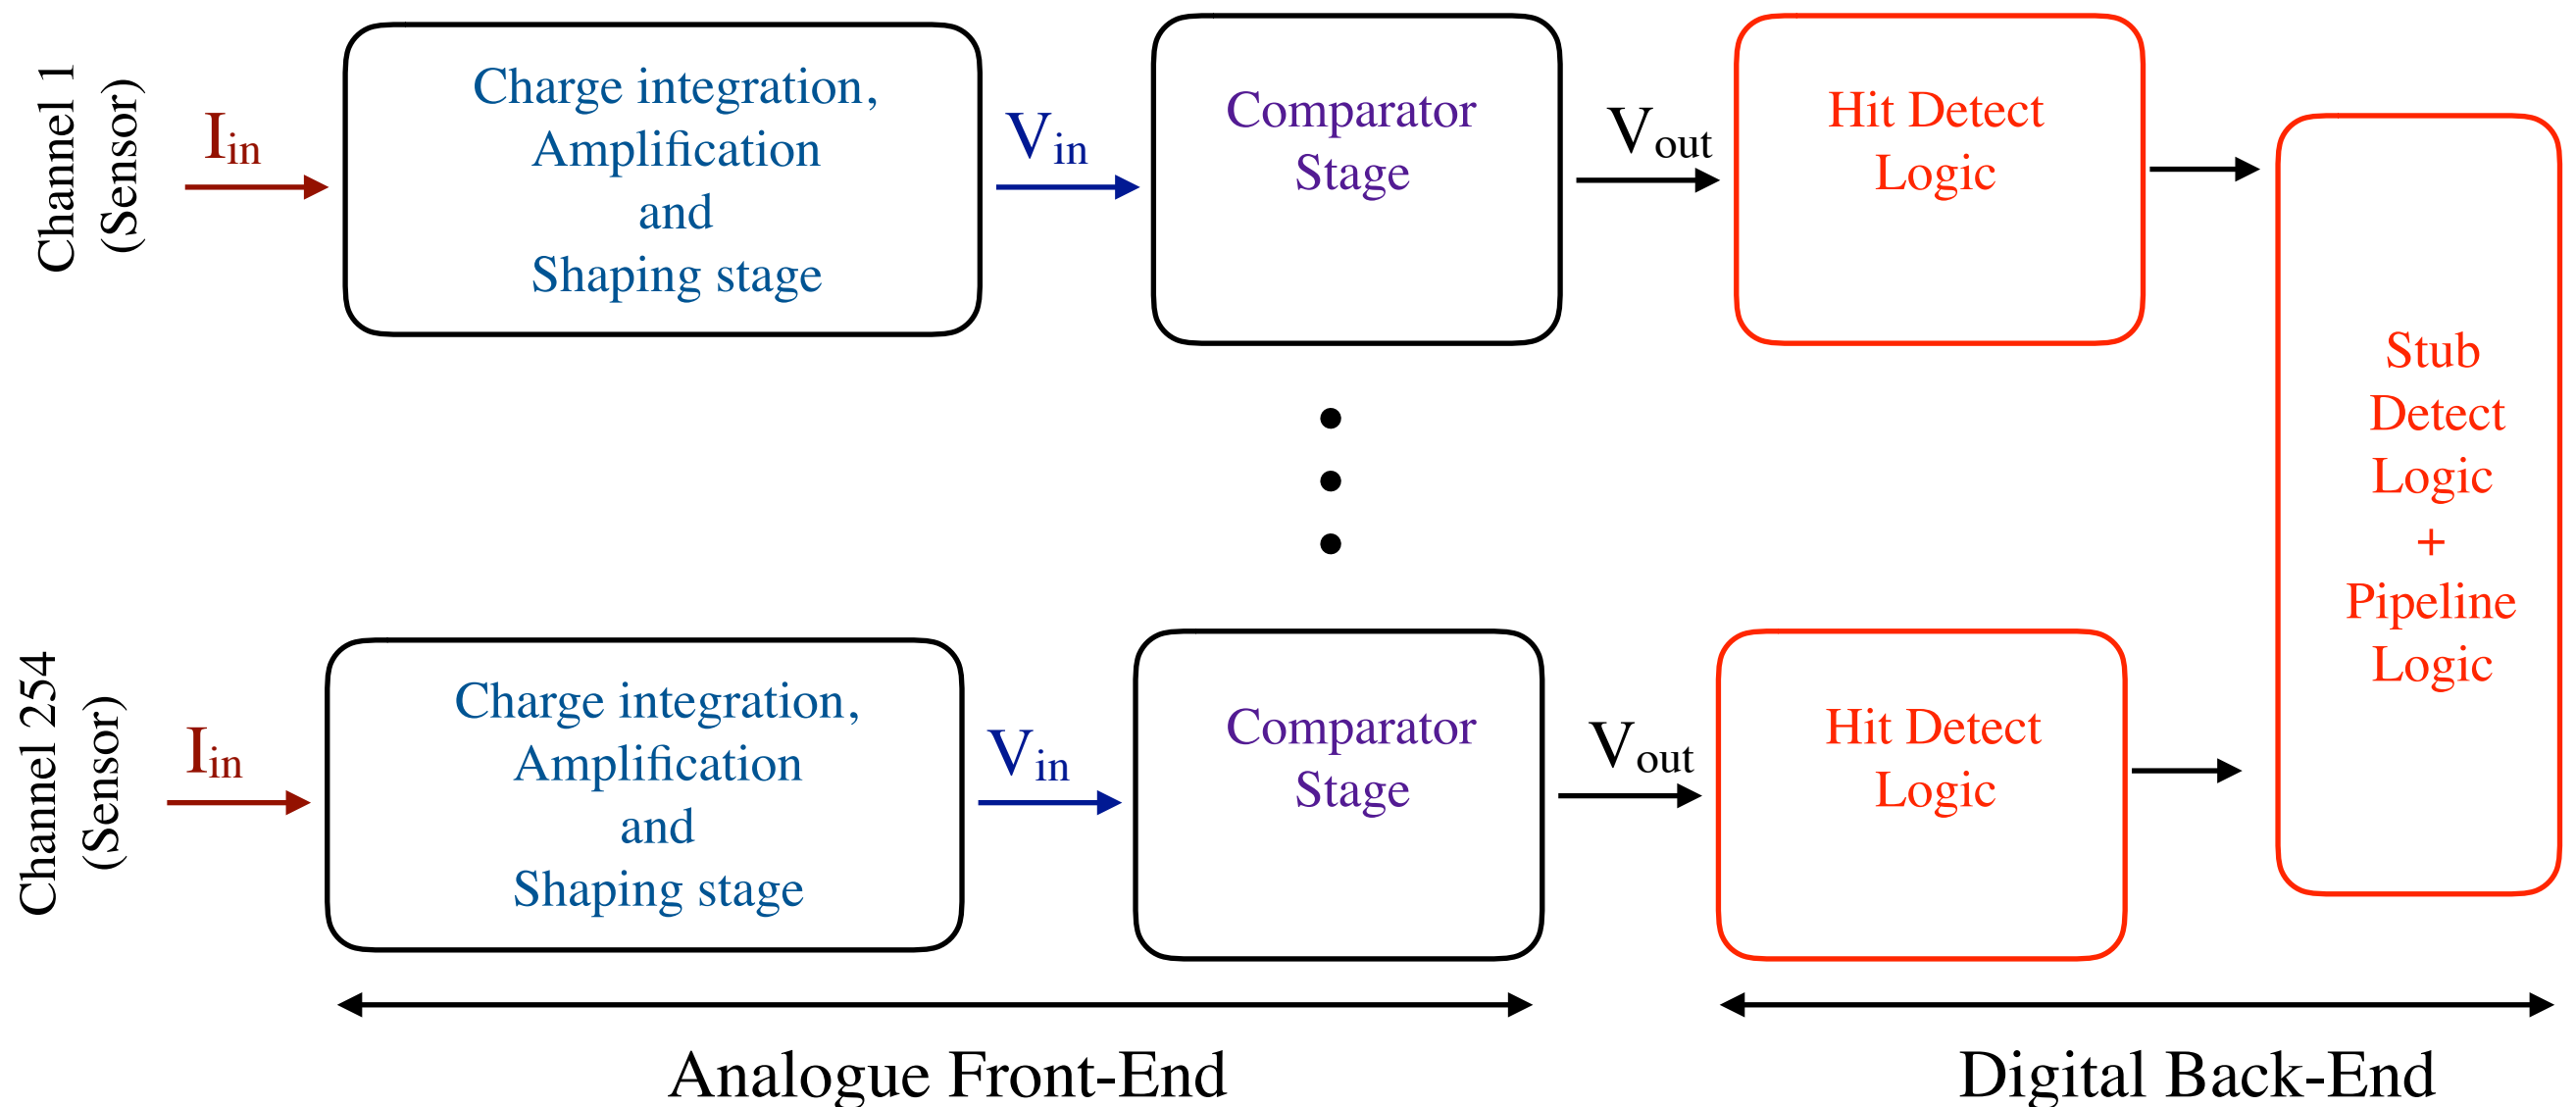 Channel 1
(Sensor)
Iin
Charge integration,
Amplification
and
Shaping stage
Vin
Comparator
Stage
Vout
Hit Detect
Logic
Stub
Detect
Logic
+
Pipeline
Logic
Channel 254
(Sensor)
Iin
Charge integration,
Amplification
and
Shaping stage
Vin
Comparator
Stage
Vout
Hit Detect
Logic
Analogue Front-End
Digital Back-End